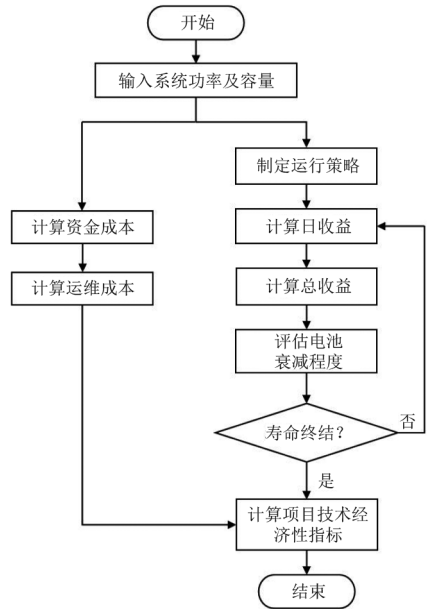 开始
输入系统功率及容量
制定运行策略
计算资金成本
计算日收益
计算运维成本
计算总收益
评估电池
衰减程度
寿命终结？
否
是
计算项目技术经
济性指标
结束